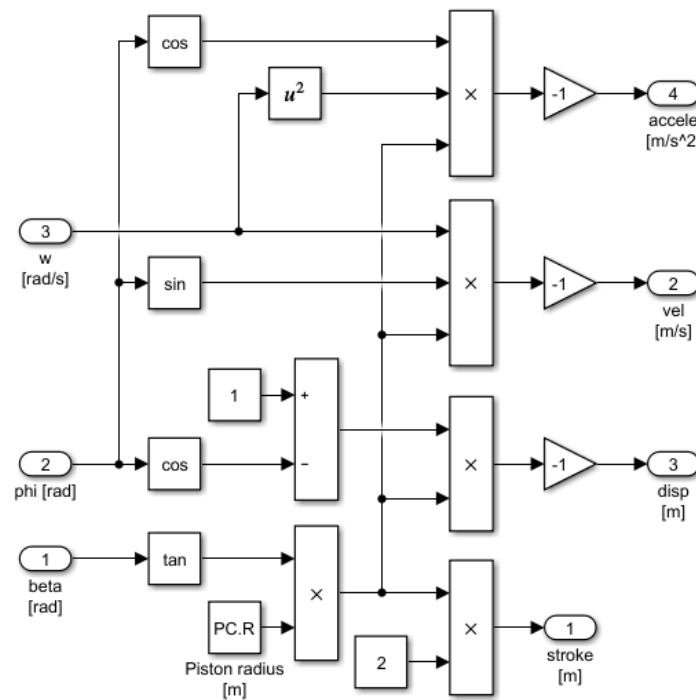 cos
u²
×
-1
4
accele
[m/s^2
3
w
[rad/s]
sin
×
-1
2
vel
[m/s]
1
+
−
2
phi [rad]
cos
×
-1
3
disp
[m]
1
beta
[rad]
tan
×
PC.R
Piston radius
[m]
2
×
1
stroke
[m]